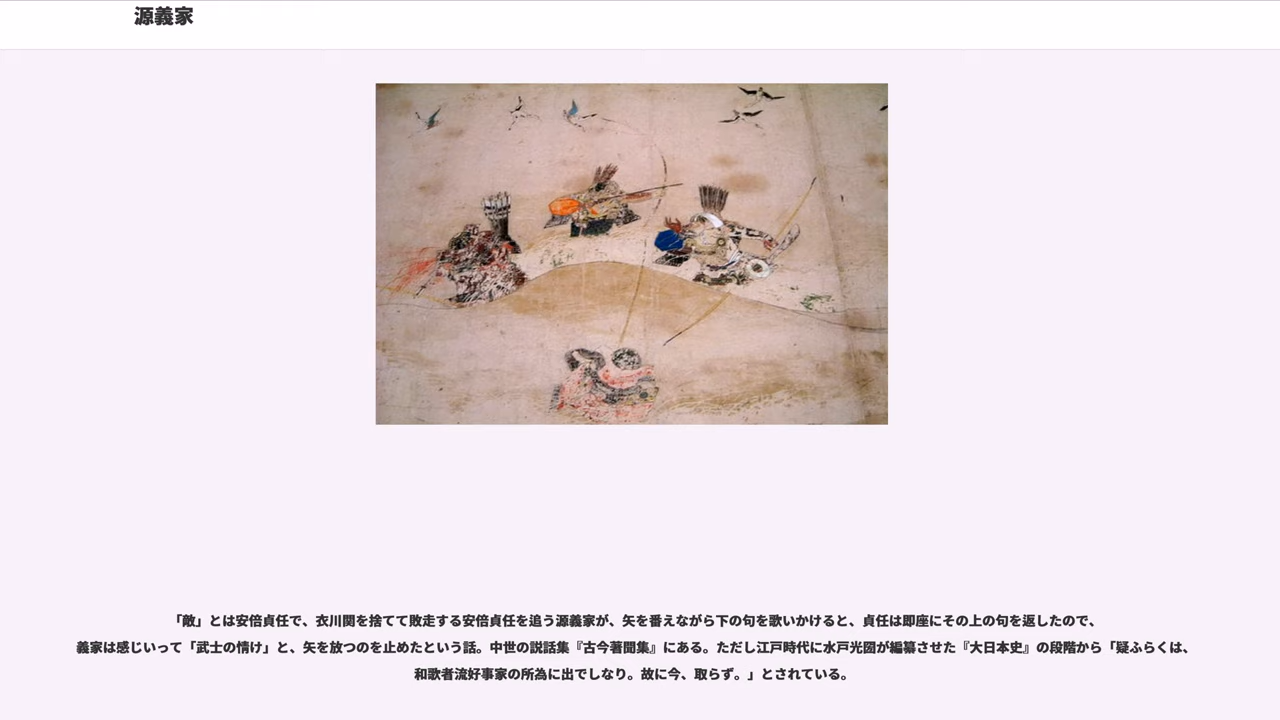 源義家
「敵」とは安倍貞任で、衣川関を捨てて敗走する安倍貞任を追う源義家が、矢を番えながら下の句を歌いかけると、貞任は即座にその上の句を返したので、
義家は感じいって「武士の情け」と、矢を放つのを止めたという話。中世の説話集『古今著聞集』にある。ただし江戸時代に水戸光圀が編纂させた『大日本史』の段階から「疑ふらくは、
和歌者流好事家の所為に出でしなり。故に今、取らず。」とされている。